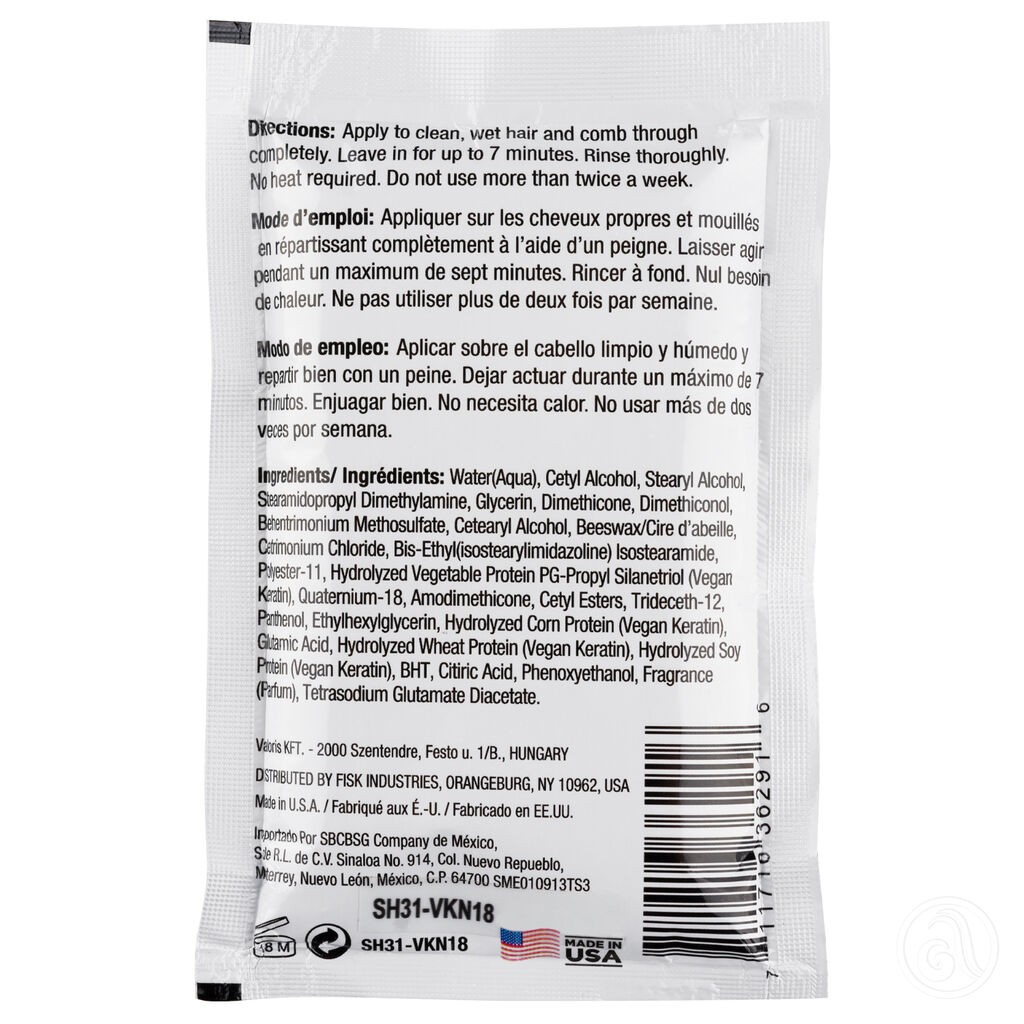 Directions: Apply to clean, wet hair and comb through
completely. Leave in for up to 7 minutes. Rinse thoroughly.
No heat required. Do not use more than twice a week.
Mode d'emploi: Appliquer sur les cheveux propres et mouillés
en répartissant complètement à l'aide d'un peigne. Laisser agir
pendant un maximum de sept minutes. Rincer à fond. Nul besoin
de chaleur. Ne pas utiliser plus de deux fois par semaine.
Modo de empleo: Aplicar sobre el cabello limpio y húmedo y
repartir bien con un peine. Dejar actuar durante un máximo de 7
minutos. Enjuagar bien. No necesita calor. No usar más de dos
veces por semana.
Ingredients/ Ingrédients: Water(Aqua), Cetyl Alcohol, Stearyl Alcohol,
Stearamidopropyl Dimethylamine, Glycerin, Dimethicone, Dimethiconol,
Behentrimonium Methosulfate, Cetearyl Alcohol, Beeswax/Cire d'abeille,
Cetrimonium Chloride, Bis-Ethyl(isostearylimidazoline) Isostearamide,
Polyester-11, Hydrolyzed Vegetable Protein PG-Propyl Silanetriol (Vegan
Keratin), Quaternium-18, Amodimethicone, Cetyl Esters, Trideceth-12,
Panthenol, Ethylhexylglycerin, Hydrolyzed Corn Protein (Vegan Keratin),
Glutamic Acid, Hydrolyzed Wheat Protein (Vegan Keratin), Hydrolyzed Soy
Protein (Vegan Keratin), BHT, Citric Acid, Phenoxyethanol, Fragrance
(Parfum), Tetrasodium Glutamate Diacetate.
Valoris KFT. - 2000 Szentendre, Festo u. 1/B., HUNGARY
DISTRIBUTED BY FISK INDUSTRIES, ORANGEBURG, NY 10962, USA
Made in U.S.A. / Fabriqué aux É.-U. / Fabricado en EE.UU.
Importado Por SBCBSG Company de México,
S de R.L. de C.V. Sinaloa No. 914, Col. Nuevo Repueblo,
Monterrey, Nuevo León, México, C.P. 64700 SME010913TS3
SH31-VKN18
SH31-VKN18
MADE IN
USA
7 11716 36291 6